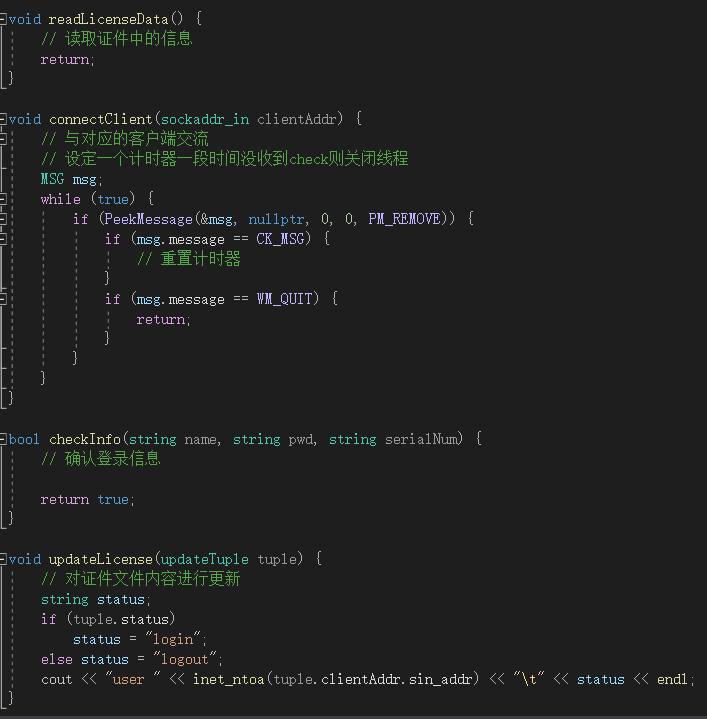 void readLicenseData() {
// 读取证件中的信息
return;
}
void connectClient(sockaddr_in clientAddr) {
// 与对应的客户端交流
// 设定一个计时器一段时间没收到check则关闭线程
MSG msg;
while (true) {
if (PeekMessage(&msg, nullptr, 0, 0, PM_REMOVE)) {
if (msg.message == CK_MSG) {
// 重置计时器
}
if (msg.message == WM_QUIT) {
return;
}
}
}
}
bool checkInfo(string name, string pwd, string serialNum) {
// 确认登录信息
return true;
}
void updateLicense(updateTuple tuple) {
// 对证件文件内容进行更新
string status;
if (tuple.status)
status = "login";
else status = "logout";
cout << "user " << inet_ntoa(tuple.clientAddr.sin_addr) << "\t" << status << endl;
}